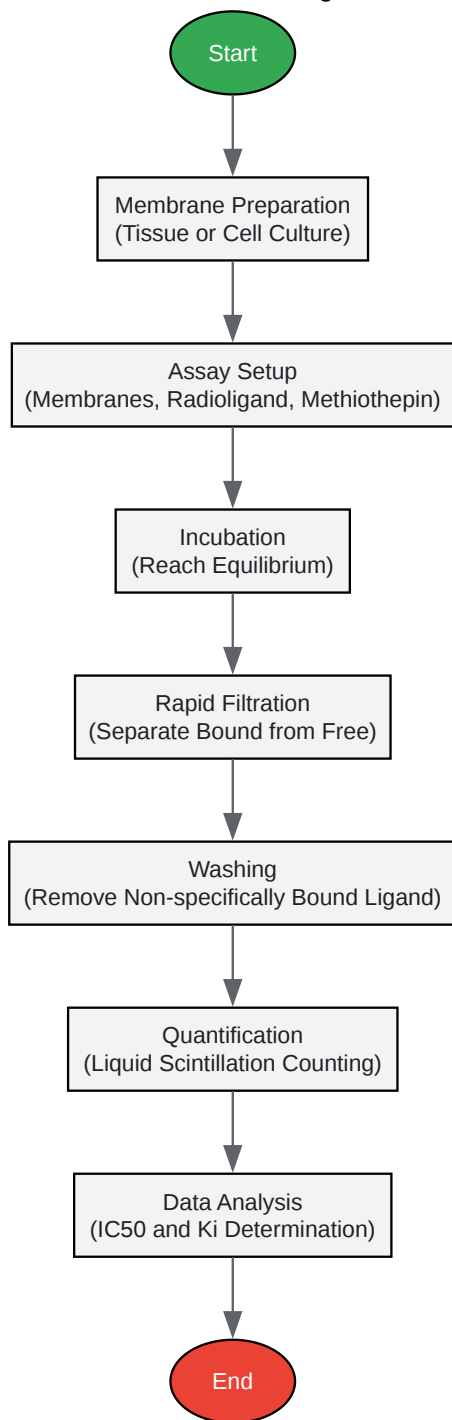 Start
Membrane Preparation
(Tissue or Cell Culture)
Assay Setup
(Membranes, Radioligand, Methiothepin)
Incubation
(Reach Equilibrium)
Rapid Filtration
(Separate Bound from Free)
Washing
(Remove Non-specifically Bound Ligand)
Quantification
(Liquid Scintillation Counting)
Data Analysis
(IC50 and Ki Determination)
End